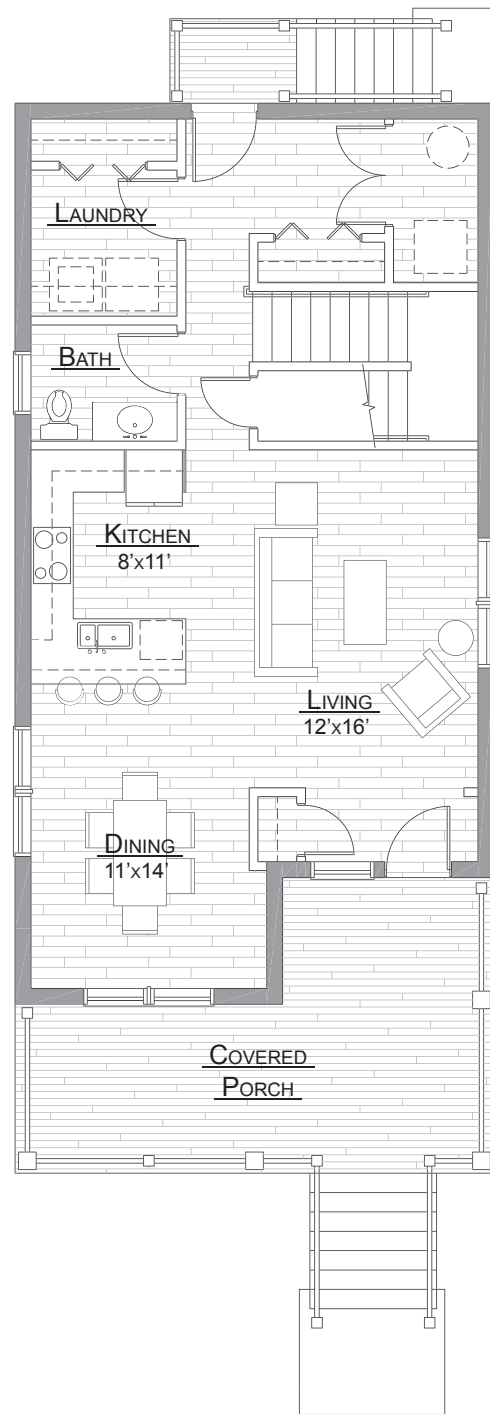 LAUNDRY
BATH
KITCHEN
8'x11'
LIVING
12'x16'
DINING
11'x14'
COVERED
PORCH